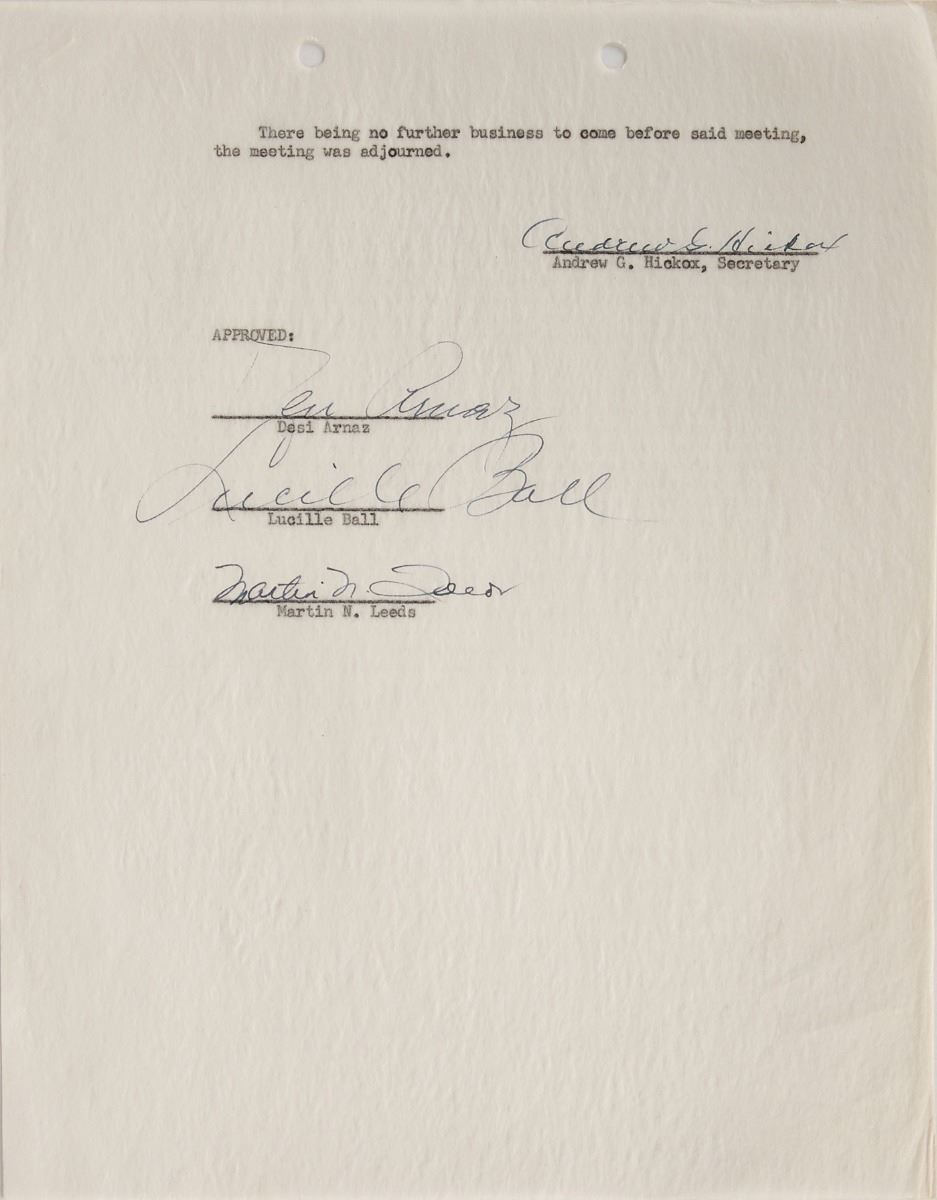 There being no further business to come before said meeting,
the meeting was adjourned.
Andrew G. Hickox
Andrew G. Hickox, Secretary
APPROVED:
Desi Arnaz
Desi Arnaz
Lucille Ball
Lucille Ball
Martin N. Leeds
Martin N. Leeds